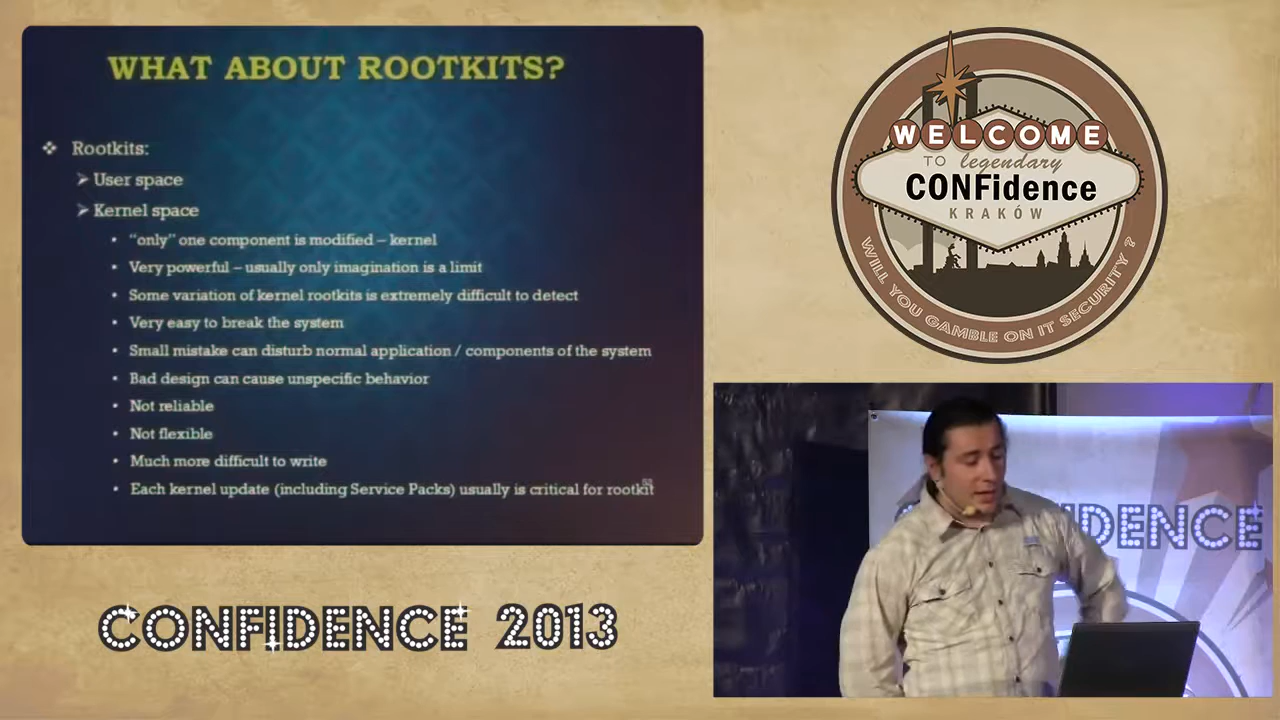 WHAT ABOUT ROOTKITS?
❖ Rootkits:
➢ User space
➢ Kernel space
• “only” one component is modified – kernel
• Very powerful – usually only imagination is a limit
• Some variation of kernel rootkits is extremely difficult to detect
• Very easy to break the system
• Small mistake can disturb normal application / components of the system
• Bad design can cause unspecific behavior
• Not reliable
• Not flexible
• Much more difficult to write
• Each kernel update (including Service Packs) usually is critical for rootkit
CONFIDENCE 2013
WELCOME
TO legendary
CONFidence
KRAKÓW
WILL YOU GAMBLE ON IT SECURITY ?
IDENCE